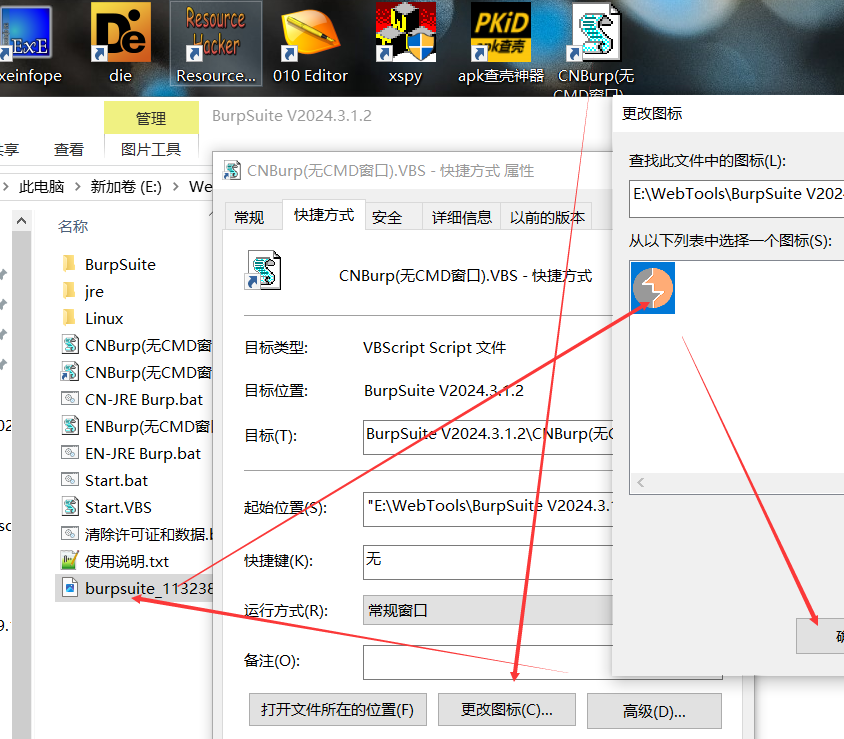 Resource
Hacker
PKiD
pk查壳
ExE
De
xeinfope
die
Resource...
010 Editor
xspy
apk查壳神器
CNBurp(无
CMD窗口)
管理
BurpSuite V2024.3.1.2
共享
查看
图片工具
此电脑
新加卷 (E:)
We
名称
BurpSuite
jre
Linux
CNBurp(无CMD窗
CNBurp(无CMD窗
CN-JRE Burp.bat
ENBurp(无CMD窗
EN-JRE Burp.bat
Start.bat
Start.VBS
清除许可证和数据.b
使用说明.txt
burpsuite_113238
CNBurp(无CMD窗口).VBS - 快捷方式 属性
常规
快捷方式
安全
详细信息
以前的版本
CNBurp(无CMD窗口).VBS - 快捷方式
目标类型:
VBScript Script 文件
目标位置:
BurpSuite V2024.3.1.2
目标(T):
BurpSuite V2024.3.1.2\CNBurp(无C
起始位置(S):
"E:\WebTools\BurpSuite V2024.3.1
快捷键(K):
无
运行方式(R):
常规窗口
备注(O):
打开文件所在的位置(F)
更改图标(C)...
高级(D)...
更改图标
查找此文件中的图标(L):
E:\WebTools\BurpSuite V202
从以下列表中选择一个图标(S):